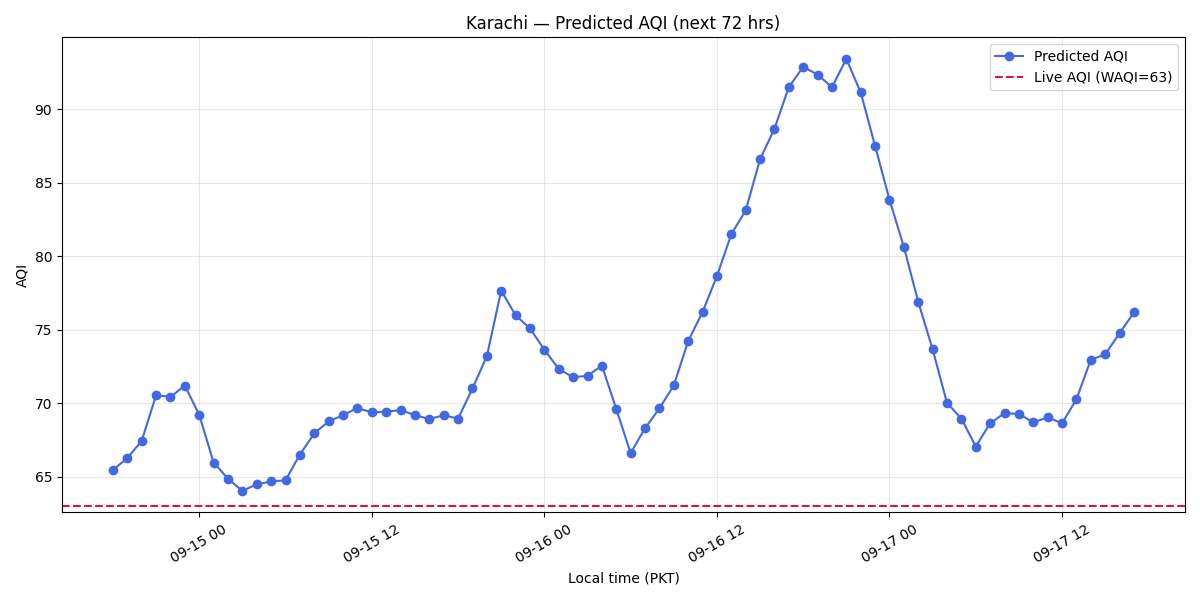 Karachi — Predicted AQI (next 72 hrs)
Predicted AQI
Live AQI (WAQI=63)
AQI
90
85
80
75
70
65
09-15 00
09-15 12
09-16 00
09-16 12
09-17 00
09-17 12
Local time (PKT)